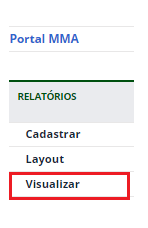 Portal MMA
RELATÓRIOS
Cadastrar
Layout
Visualizar